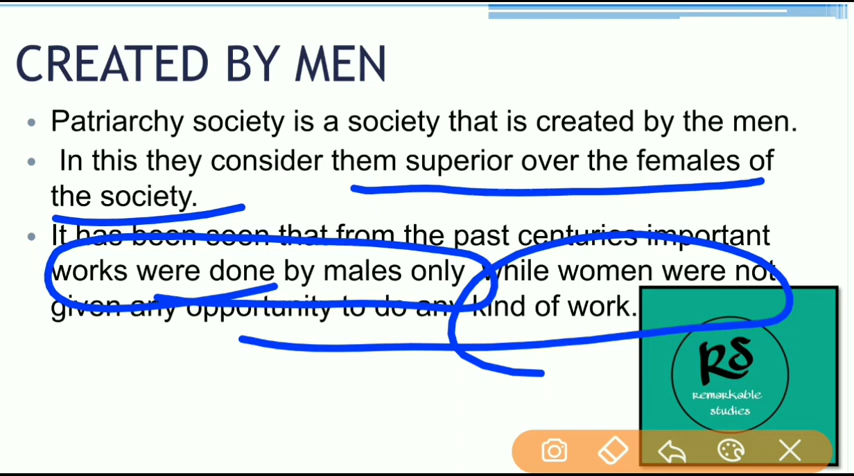 CREATED BY MEN
• Patriarchy society is a society that is created by the men.
• In this they consider them superior over the females of
the society.
• It has been seen that from the past centuries important
works were done by males only while women were not
given any opportunity to do any kind of work.
RS
remarkable
studies